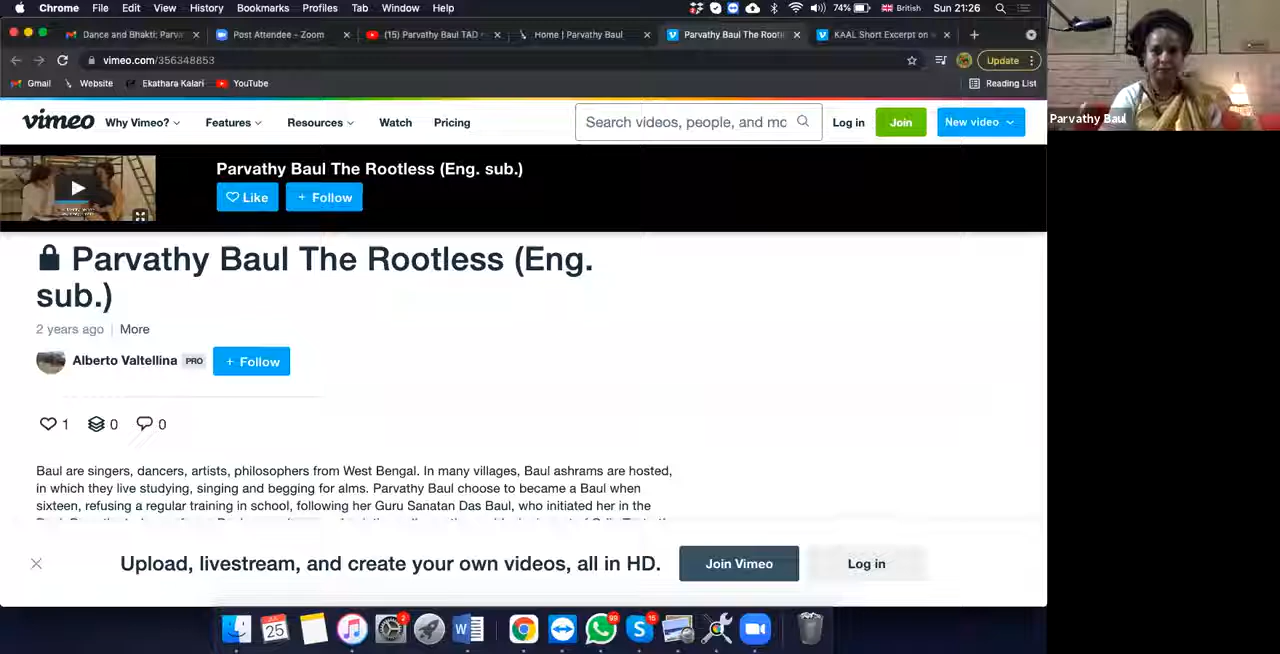 Chrome File Edit View History Bookmarks Profiles Tab Window Help 74% British Sun 21:26
Dance and Bhakti: Parva Post Attendee - Zoom (15) Parvathy Baul TAD Home | Parvathy Baul Parvathy Baul The Rootl KAAL Short Excerpt on
vimeo.com/356348853 Update
Gmail Website Ekathara Kalari YouTube Reading List
vimeo Why Vimeo? Features Resources Watch Pricing Search videos, people, and mo Log in Join New video
Parvathy Baul
Parvathy Baul The Rootless (Eng. sub.)
Like + Follow
Parvathy Baul The Rootless (Eng.
sub.)
2 years ago | More
Alberto Valtellina PRO + Follow
1 0 0
Baul are singers, dancers, artists, philosophers from West Bengal. In many villages, Baul ashrams are hosted,
in which they live studying, singing and begging for alms. Parvathy Baul choose to became a Baul when
sixteen, refusing a regular training in school, following her Guru Sanatan Das Baul, who initiated her in the
Upload, livestream, and create your own videos, all in HD. Join Vimeo Log in
JUL 25 2 W 99 S 15